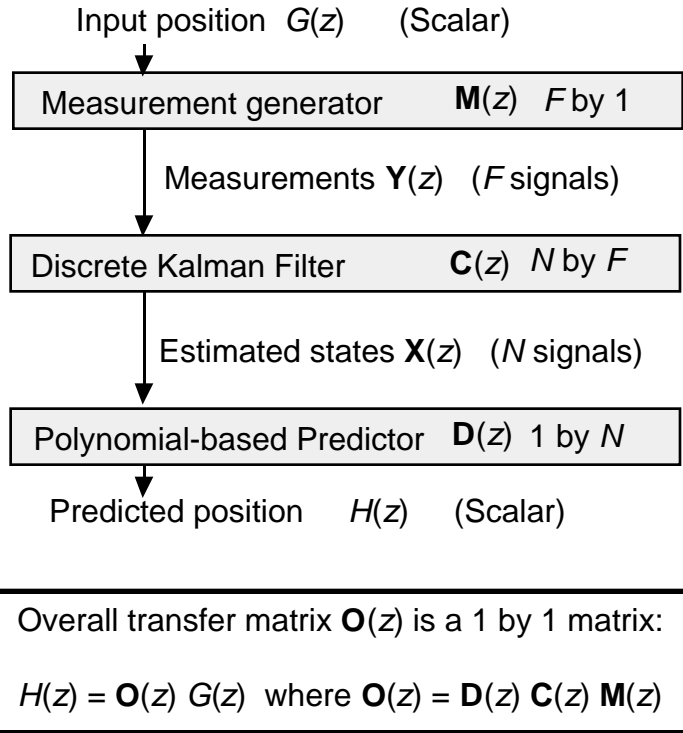 Input position G(z) (Scalar)
Measurement generator M(z) F by 1
Measurements Y(z) (F signals)
Discrete Kalman Filter C(z) N by F
Estimated states X(z) (N signals)
Polynomial-based Predictor D(z) 1 by N
Predicted position H(z) (Scalar)
Overall transfer matrix O(z) is a 1 by 1 matrix:
H(z) = O(z) G(z) where O(z) = D(z) C(z) M(z)